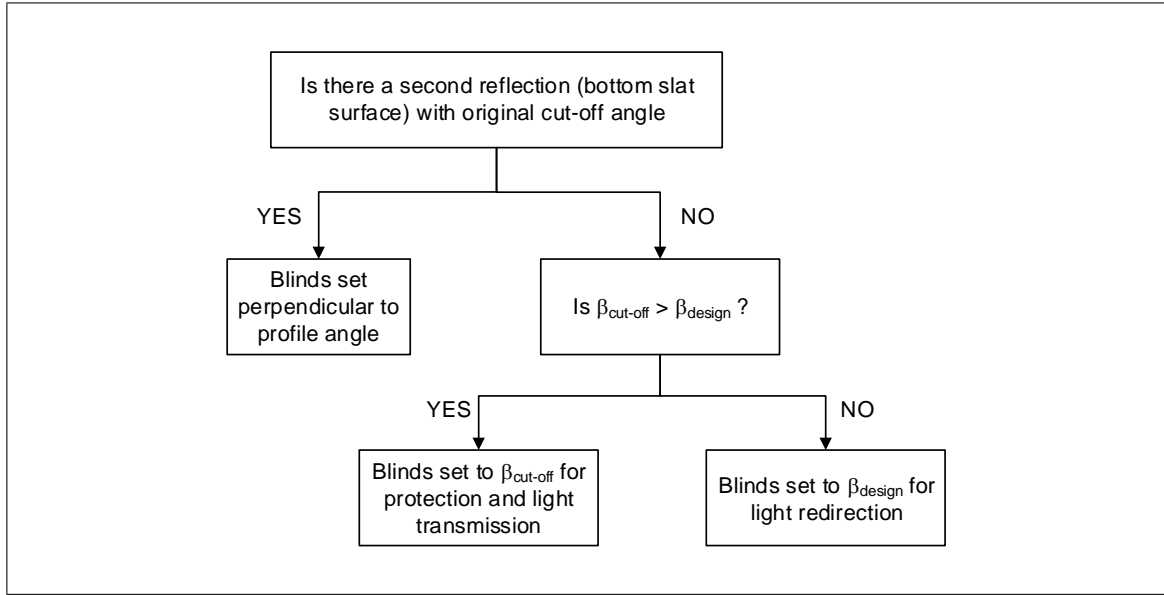 Is there a second reflection (bottom slat
surface) with original cut-off angle
YES
NO
Blinds set
perpendicular to
profile angle
Is βcut-off > βdesign ?
YES
NO
Blinds set to βcut-off for
protection and light
transmission
Blinds set to βdesign for
light redirection